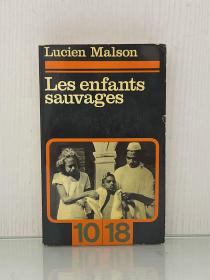 Lucien Malson
Les enfants
sauvages
10 18